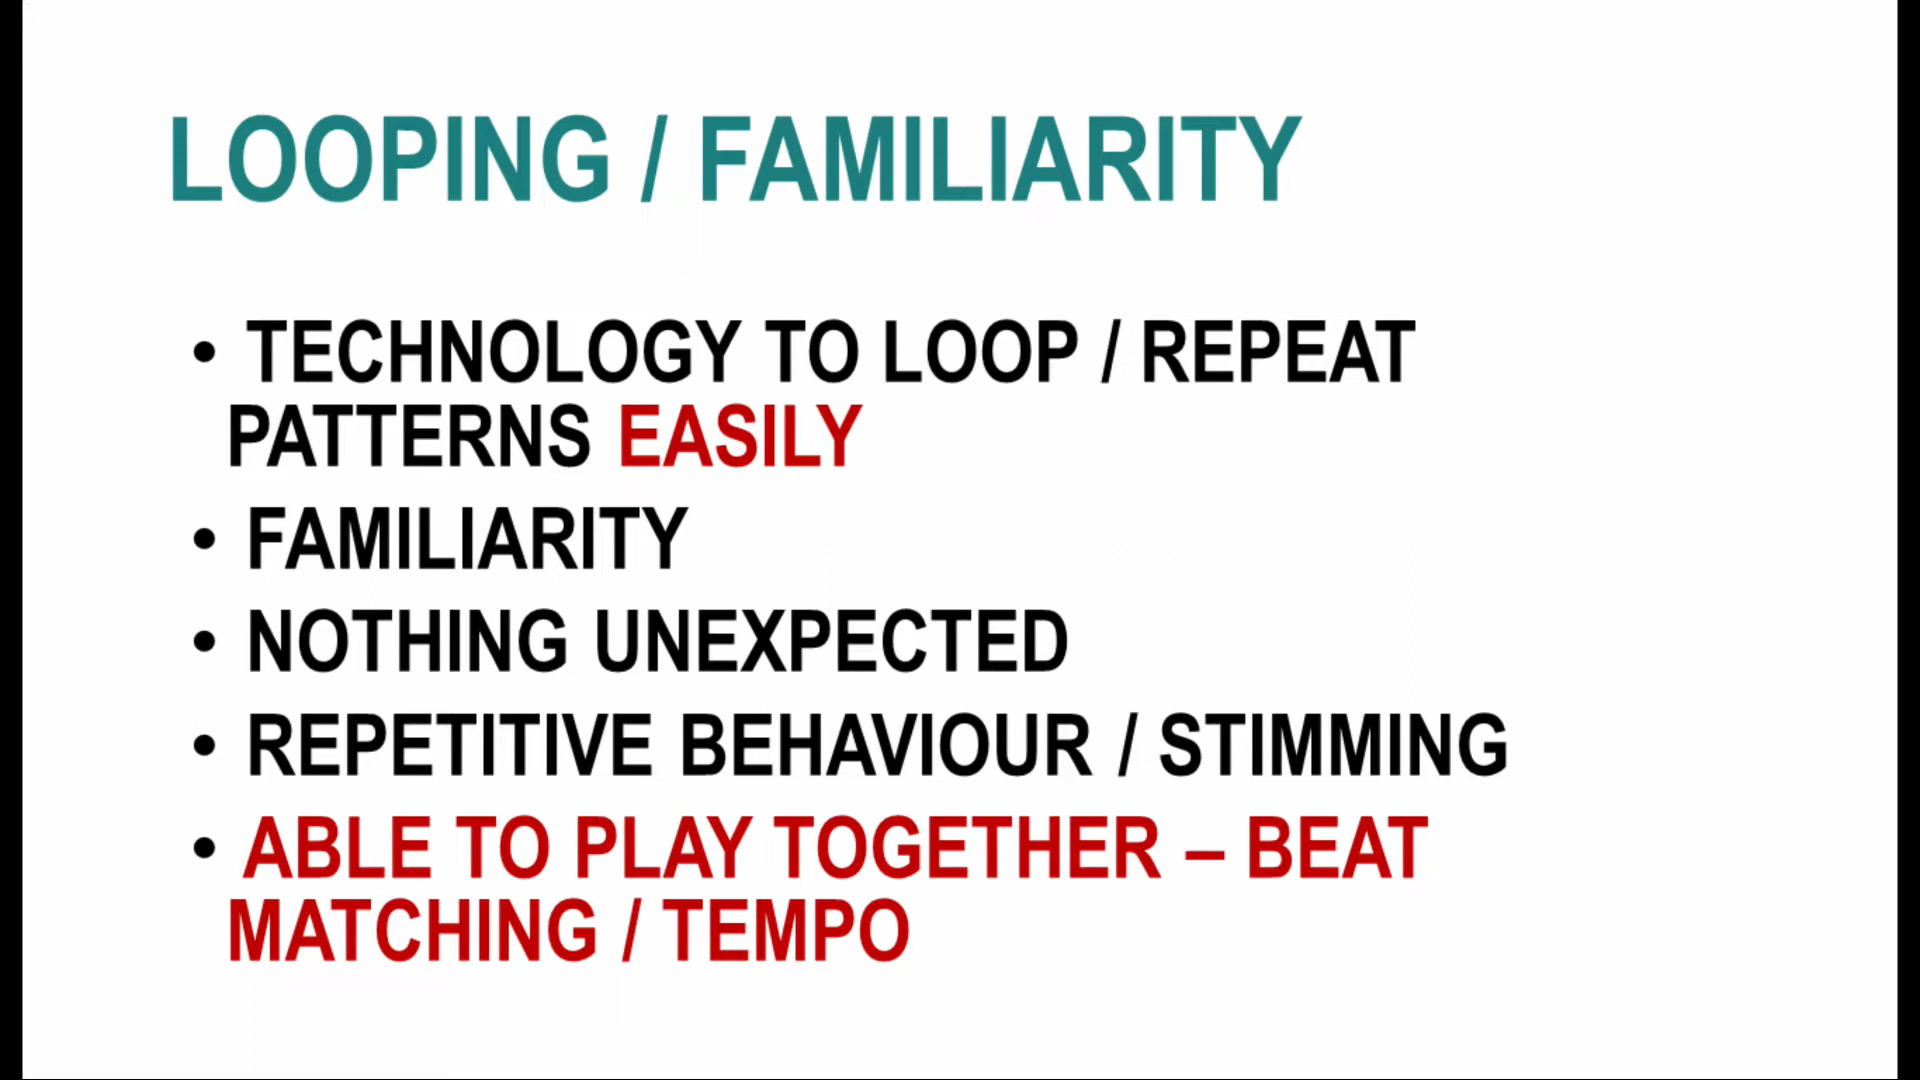 LOOPING / FAMILIARITY
• TECHNOLOGY TO LOOP / REPEAT
PATTERNS EASILY
• FAMILIARITY
• NOTHING UNEXPECTED
• REPETITIVE BEHAVIOUR / STIMMING
• ABLE TO PLAY TOGETHER – BEAT
MATCHING / TEMPO